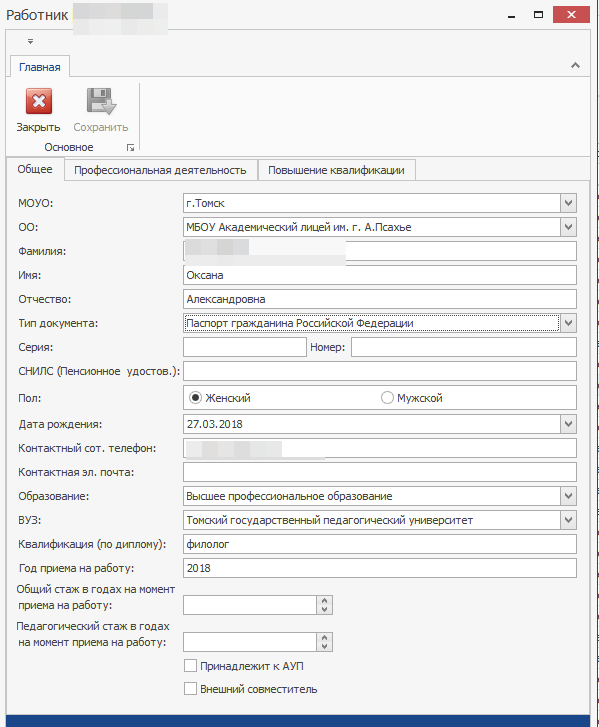 Работник
Главная
Закрыть Сохранить
Основное
Общее Профессиональная деятельность Повышение квалификации
МОУО: г.Томск
ОО: МБОУ Академический лицей им. г. А.Псахье
Фамилия:
Имя: Оксана
Отчество: Александровна
Тип документа: Паспорт гражданина Российской Федерации
Серия: Номер:
СНИЛС (Пенсионное удостов.):
Пол: Женский Мужской
Дата рождения: 27.03.2018
Контактный сот. телефон:
Контактная эл. почта:
Образование: Высшее профессиональное образование
ВУЗ: Томский государственный педагогический университет
Квалификация (по диплому): филолог
Год приема на работу: 2018
Общий стаж в годах на момент
приема на работу:
Педагогический стаж в годах
на момент приема на работу:
Принадлежит к АУП
Внешний совместитель